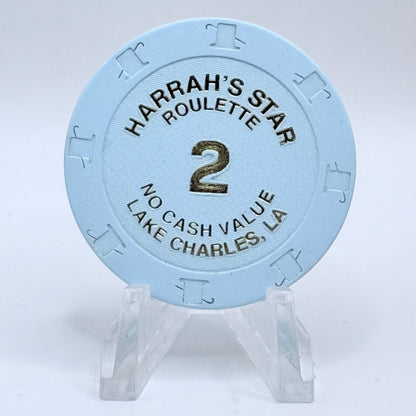 HARRAH'S STAR
ROULETTE
2
NO CASH VALUE
LAKE CHARLES, LA